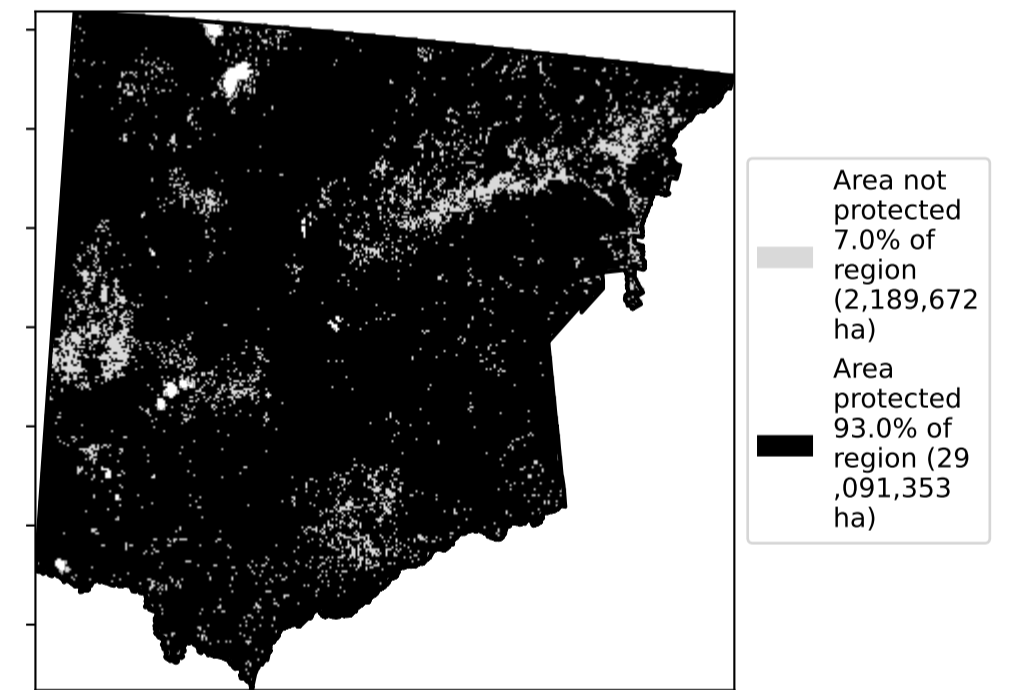 Area not
protected
7.0% of
region
(2,189,672
ha)
Area
protected
93.0% of
region (29
,091,353
ha)